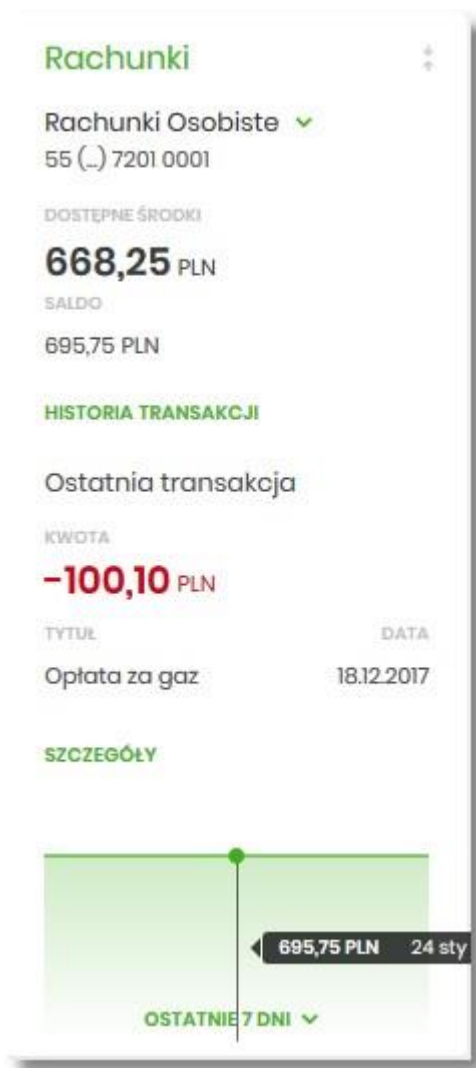 Rachunki
Rachunki Osobiste
55 (...) 7201 0001
DOSTĘPNE ŚRODKI
668,25 PLN
SALDO
695,75 PLN
HISTORIA TRANSAKCJI
Ostatnia transakcja
KWOTA
-100,10 PLN
TYTUŁ DATA
Opłata za gaz 18.12.2017
SZCZEGÓŁY
695,75 PLN 24 sty
OSTATNIE 7 DNI